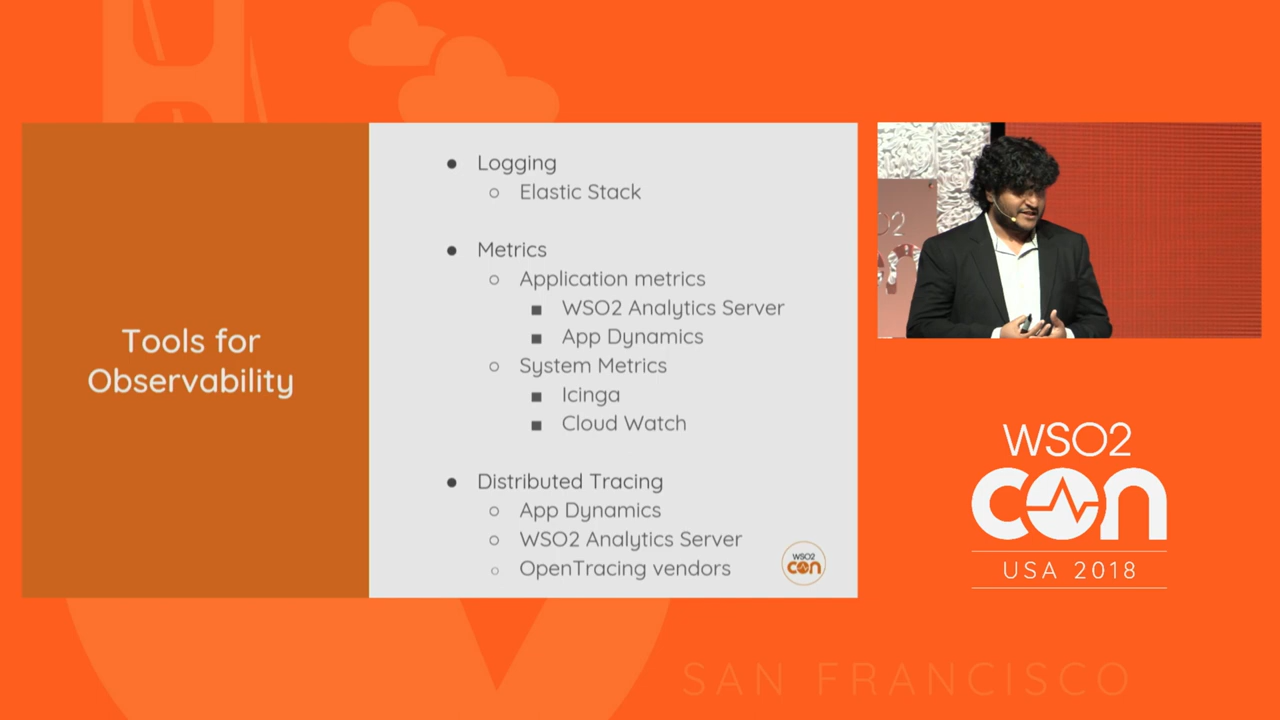 Tools for
Observability
Logging
Elastic Stack
Metrics
Application metrics
WSO2 Analytics Server
App Dynamics
System Metrics
Icinga
Cloud Watch
Distributed Tracing
App Dynamics
WSO2 Analytics Server
OpenTracing vendors
WSO2
con
WSO2
con
USA 2018
SAN FRANCISCO